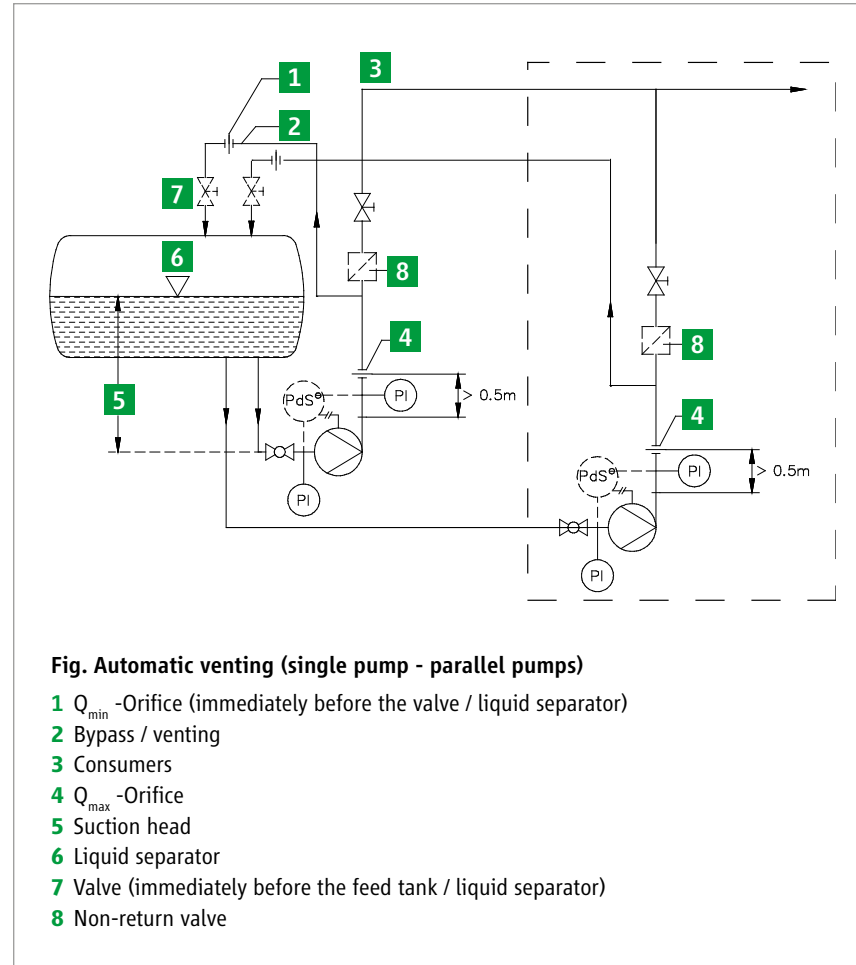 1
2
3
7
6
8
4
PdS
PI
> 0.5m
5
PI
8
4
PdS
PI
> 0.5m
PI
Fig. Automatic venting (single pump - parallel pumps)
1 Qmin -Orifice (immediately before the valve / liquid separator)
2 Bypass / venting
3 Consumers
4 Qmax -Orifice
5 Suction head
6 Liquid separator
7 Valve (immediately before the feed tank / liquid separator)
8 Non-return valve